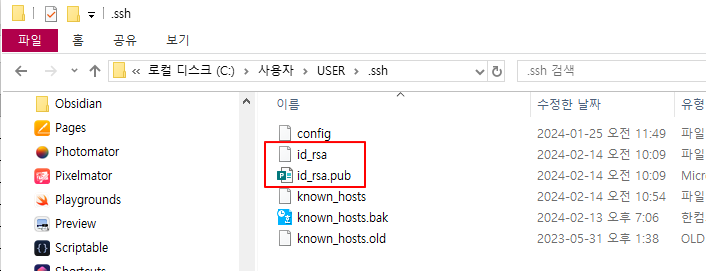 .ssh
파일 홈 공유 보기
« 로컬 디스크 (C:) › 사용자 › USER › .ssh .ssh 검색
Obsidian
Pages
Photomator
Pixelmator
Playgrounds
Preview
Scriptable
이름 수정한 날짜 유형
config 2024-01-25 오전 11:49 파일
id_rsa 2024-02-14 오전 10:09 파일
id_rsa.pub 2024-02-14 오전 10:09 Micr
known_hosts 2024-02-14 오전 10:54 파일
known_hosts.bak 2024-02-13 오후 7:06 한컴
known_hosts.old 2023-05-31 오후 1:38 OLD